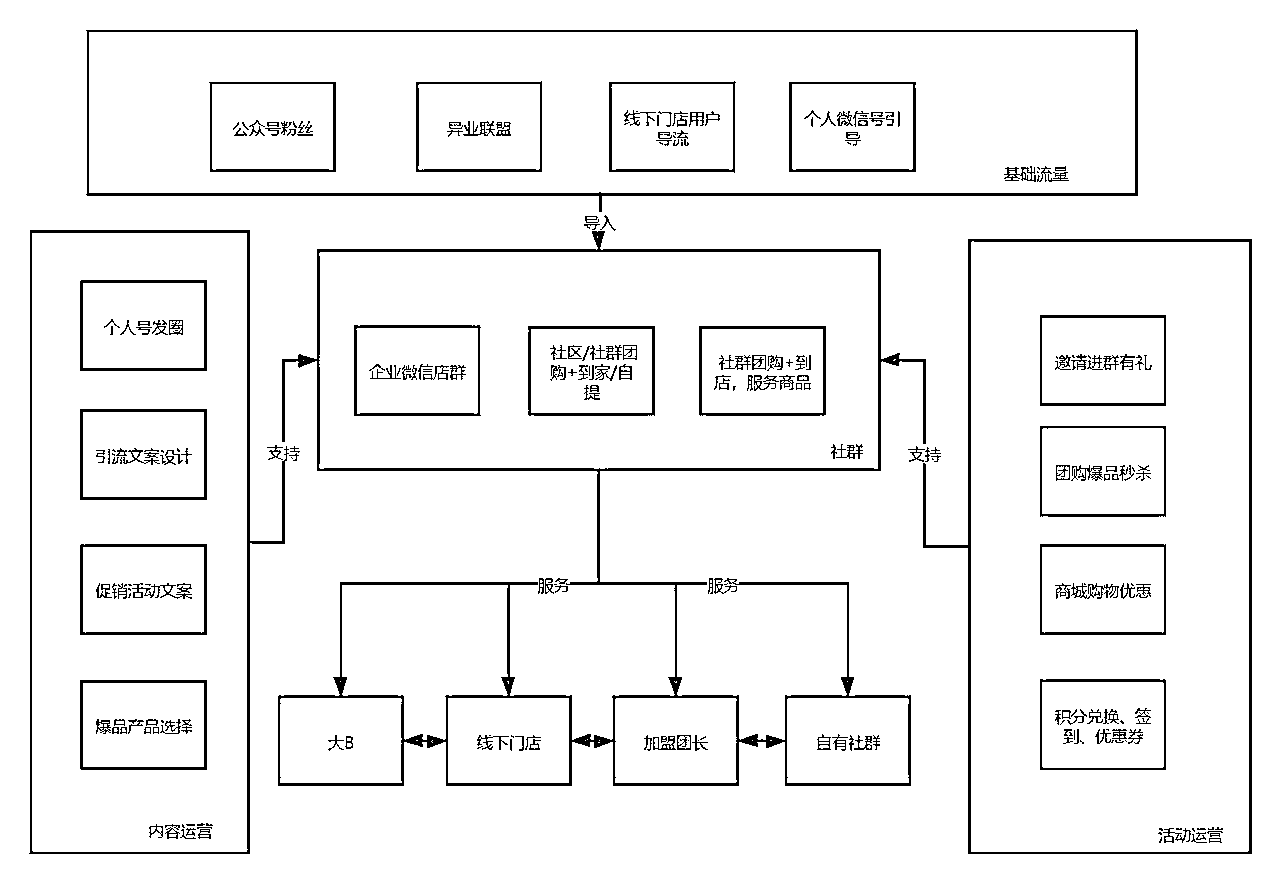 公众号粉丝
异业联盟
线下门店用户
导流
个人微信号引
导
基础流量
导入
个人号发圈
引流文案设计
促销活动文案
爆品产品选择
内容运营
支持
企业微信店群
社区/社群团
购+到家/自
提
社群团购+到
店，服务商品
社群
支持
邀请进群有礼
团购爆品秒杀
商城购物优惠
积分兑换、签
到、优惠券
活动运营
服务
服务
大B
线下门店
加盟团长
自有社群